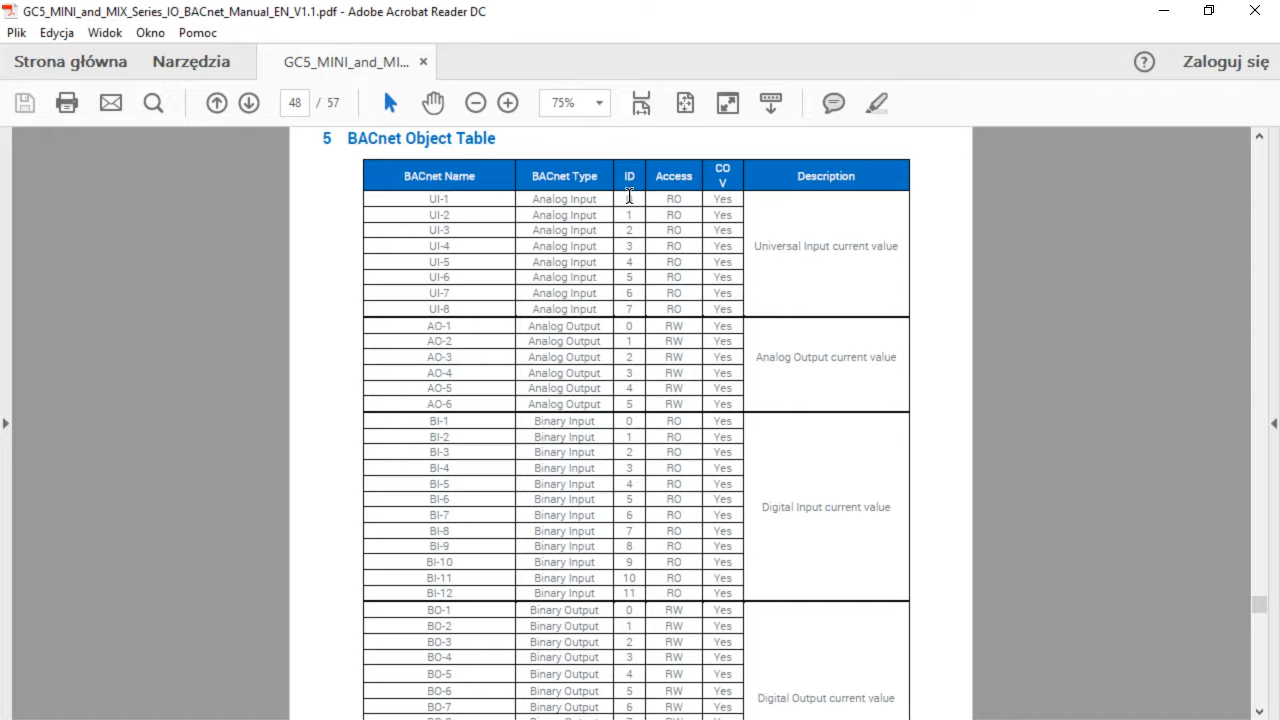 GC5_MINI_and_MIX_Series_IO_BACnet_Manual_EN_V1.1.pdf - Adobe Acrobat Reader DC
Plik Edycja Widok Okno Pomoc
Strona główna Narzędzia GC5_MINI_and_MI... × ? Zaloguj się
48 / 57 75%
5 BACnet Object Table
BACnet Name BACnet Type ID Access CO
V Description
UI-1 Analog Input RO Yes
UI-2 Analog Input 1 RO Yes
UI-3 Analog Input 2 RO Yes
UI-4 Analog Input 3 RO Yes Universal Input current value
UI-5 Analog Input 4 RO Yes
UI-6 Analog Input 5 RO Yes
UI-7 Analog Input 6 RO Yes
UI-8 Analog Input 7 RO Yes
AO-1 Analog Output 0 RW Yes
AO-2 Analog Output 1 RW Yes
AO-3 Analog Output 2 RW Yes Analog Output current value
AO-4 Analog Output 3 RW Yes
AO-5 Analog Output 4 RW Yes
AO-6 Analog Output 5 RW Yes
BI-1 Binary Input 0 RO Yes
BI-2 Binary Input 1 RO Yes
BI-3 Binary Input 2 RO Yes
BI-4 Binary Input 3 RO Yes
BI-5 Binary Input 4 RO Yes
BI-6 Binary Input 5 RO Yes Digital Input current value
BI-7 Binary Input 6 RO Yes
BI-8 Binary Input 7 RO Yes
BI-9 Binary Input 8 RO Yes
BI-10 Binary Input 9 RO Yes
BI-11 Binary Input 10 RO Yes
BI-12 Binary Input 11 RO Yes
BO-1 Binary Output 0 RW Yes
BO-2 Binary Output 1 RW Yes
BO-3 Binary Output 2 RW Yes
BO-4 Binary Output 3 RW Yes
BO-5 Binary Output 4 RW Yes
BO-6 Binary Output 5 RW Yes Digital Output current value
BO-7 Binary Output 6 RW Yes